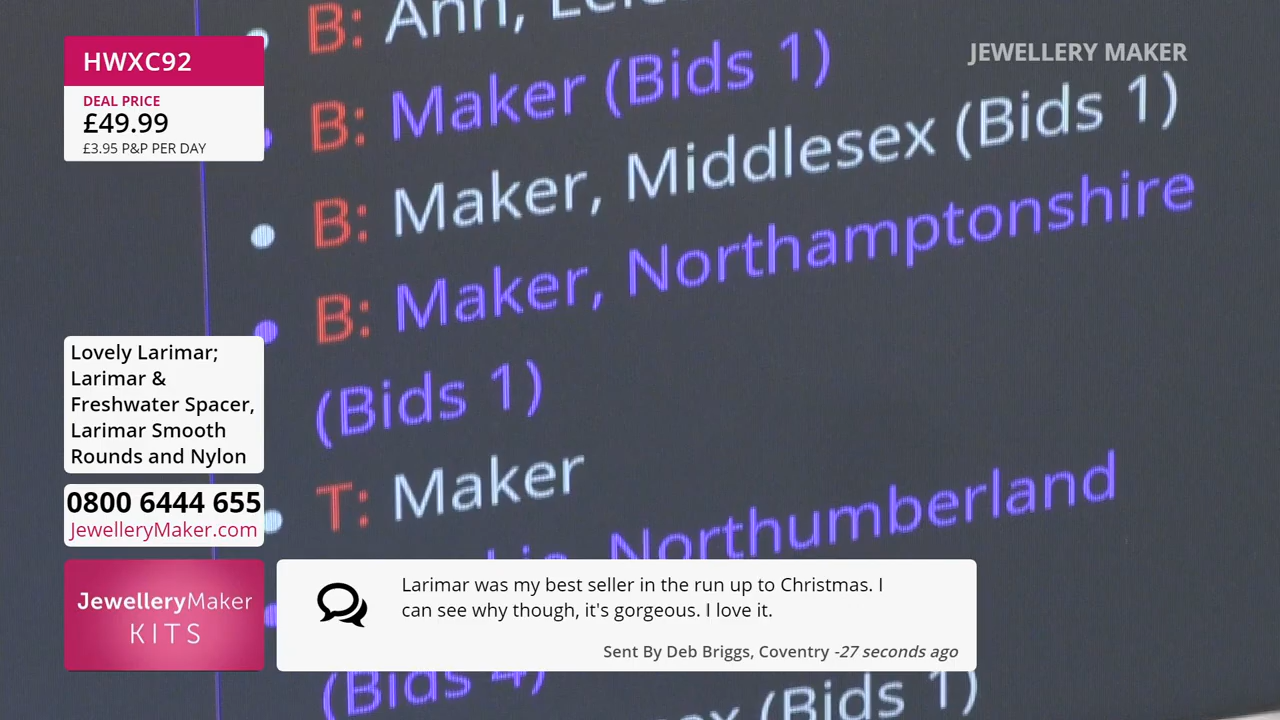 HWXC92
DEAL PRICE
£49.99
£3.95 P&P PER DAY
JEWELLERY MAKER
B: Ann,
B: Maker (Bids 1)
B: Maker, Middlesex (Bids 1)
B: Maker, Northamptonshire
(Bids 1)
T: Maker
Northumberland
(Bids 4)
(Bids 1)
Lovely Larimar;
Larimar &
Freshwater Spacer,
Larimar Smooth
Rounds and Nylon
0800 6444 655
JewelleryMaker.com
JewelleryMaker
KITS
Larimar was my best seller in the run up to Christmas. I
can see why though, it's gorgeous. I love it.
Sent By Deb Briggs, Coventry -27 seconds ago